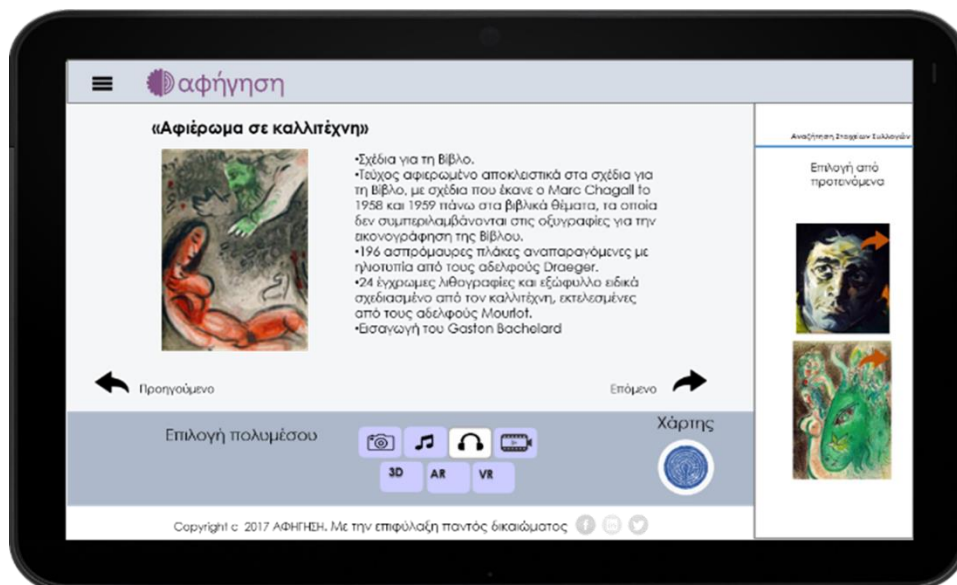 αφήγηση
«Αφιέρωμα σε καλλιτέχνη»
•Σχέδια για τη Βίβλο.
•Τεύχος αφιερωμένο αποκλειστικά στα σχέδια για
τη Βίβλο, με σχέδια που έκανε ο Marc Chagall το
1958 και 1959 πάνω στα βιβλικά θέματα, τα οποία
δεν συμπεριλαμβάνονται στις οξυγραφίες για την
εικονογράφηση της Βίβλου.
•196 ασπρόμαυρες πλάκες αναπαραγόμενες με
ηλιοτυπία από τους αδελφούς Draeger.
•24 έγχρωμες λιθογραφίες και εξώφυλλο ειδικά
σχεδιασμένο από τον καλλιτέχνη, εκτελεσμένες
από τους αδελφούς Mourlot.
•Εισαγωγή του Gaston Bachelard
Προηγούμενο
Επόμενο
Επιλογή πολυμέσου
3D
AR
VR
Χάρτης
Αναζήτηση Στοιχείων Συλλογών
Επιλογή από
προτεινόμενα
Copyright c 2017 ΑΦΗΓΗΣΗ. Με την επιφύλαξη παντός δικαιώματος